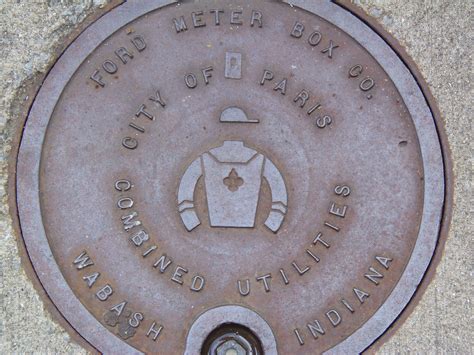 FORD METER BOX CO.
CITY OF PARIS
COMBINED UTILITIES
WABASH INDIANA